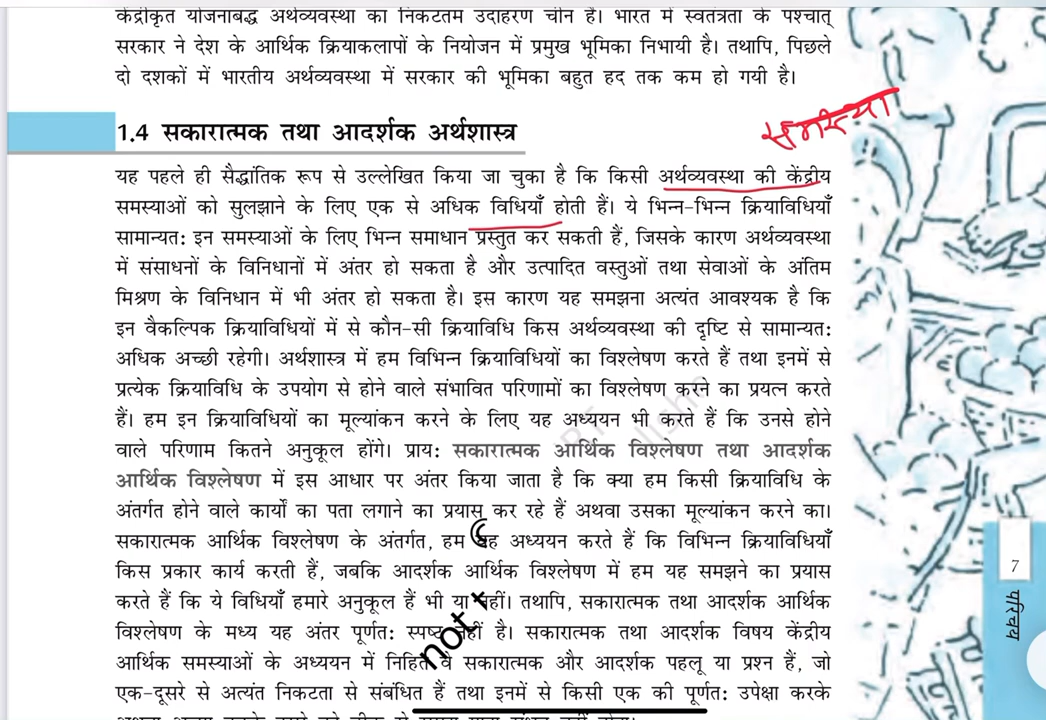 केंद्रीकृत योजनाबद्ध अर्थव्यवस्था का निकटतम उदाहरण चीन है। भारत में स्वतंत्रता के पश्चात्
सरकार ने देश के आर्थिक क्रियाकलापों के नियोजन में प्रमुख भूमिका निभायी है। तथापि, पिछले
दो दशकों में भारतीय अर्थव्यवस्था में सरकार की भूमिका बहुत हद तक कम हो गयी है।
समस्या
1.4 सकारात्मक तथा आदर्शक अर्थशास्त्र
यह पहले ही सैद्धांतिक रूप से उल्लेखित किया जा चुका है कि किसी अर्थव्यवस्था की केंद्रीय
समस्याओं को सुलझाने के लिए एक से अधिक विधियाँ होती हैं। ये भिन्न-भिन्न क्रियाविधियाँ
सामान्यत: इन समस्याओं के लिए भिन्न समाधान प्रस्तुत कर सकती हैं, जिसके कारण अर्थव्यवस्था
में संसाधनों के विनिधानों में अंतर हो सकता है और उत्पादित वस्तुओं तथा सेवाओं के अंतिम
मिश्रण के विनिधान में भी अंतर हो सकता है। इस कारण यह समझना अत्यंत आवश्यक है कि
इन वैकल्पिक क्रियाविधियों में से कौन-सी क्रियाविधि किस अर्थव्यवस्था की दृष्टि से सामान्यत:
अधिक अच्छी रहेगी। अर्थशास्त्र में हम विभिन्न क्रियाविधियों का विश्लेषण करते हैं तथा इनमें से
प्रत्येक क्रियाविधि के उपयोग से होने वाले संभावित परिणामों का विश्लेषण करने का प्रयत्न करते
हैं। हम इन क्रियाविधियों का मूल्यांकन करने के लिए यह अध्ययन भी करते हैं कि उनसे होने
वाले परिणाम कितने अनुकूल होंगे। प्राय: सकारात्मक आर्थिक विश्लेषण तथा आदर्शक
आर्थिक विश्लेषण में इस आधार पर अंतर किया जाता है कि क्या हम किसी क्रियाविधि के
अंतर्गत होने वाले कार्यों का पता लगाने का प्रयास कर रहे हैं अथवा उसका मूल्यांकन करने का।
सकारात्मक आर्थिक विश्लेषण के अंतर्गत, हम यह अध्ययन करते हैं कि विभिन्न क्रियाविधियाँ
किस प्रकार कार्य करती हैं, जबकि आदर्शक आर्थिक विश्लेषण में हम यह समझने का प्रयास
करते हैं कि ये विधियाँ हमारे अनुकूल हैं भी या नहीं। तथापि, सकारात्मक तथा आदर्शक आर्थिक
विश्लेषण के मध्य यह अंतर पूर्णत: स्पष्ट नहीं है। सकारात्मक तथा आदर्शक विषय केंद्रीय
आर्थिक समस्याओं के अध्ययन में निहित वे सकारात्मक और आदर्शक पहलू या प्रश्न हैं, जो
एक-दूसरे से अत्यंत निकटता से संबंधित हैं तथा इनमें से किसी एक की पूर्णत: उपेक्षा करके
not
7
परिचय